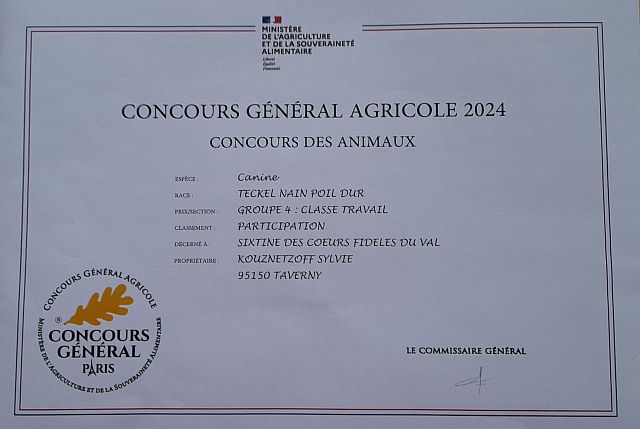 MINISTÈRE
DE L'AGRICULTURE
ET DE LA SOUVERAINETÉ
ALIMENTAIRE
Liberté
Égalité
Fraternité
CONCOURS GÉNÉRAL AGRICOLE 2024
CONCOURS DES ANIMAUX
ESPÈCE : Canine
RACE : TECKEL NAIN POIL DUR
PRIX/SECTION : GROUPE 4 : CLASSE TRAVAIL
CLASSEMENT : PARTICIPATION
DÉCERNÉ À : SIXTINE DES COEURS FIDELES DU VAL
PROPRIÉTAIRE : KOUZNETZOFF SYLVIE
95150 TAVERNY
CONCOURS GÉNÉRAL AGRICOLE
®
CONCOURS
GÉNÉRAL
PARIS
MINISTÈRE DE L'AGRICULTURE ET DE LA SOUVERAINETÉ ALIMENTAIRE
LE COMMISSAIRE GÉNÉRAL